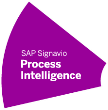 SAP Signavio
Process
Intelligence